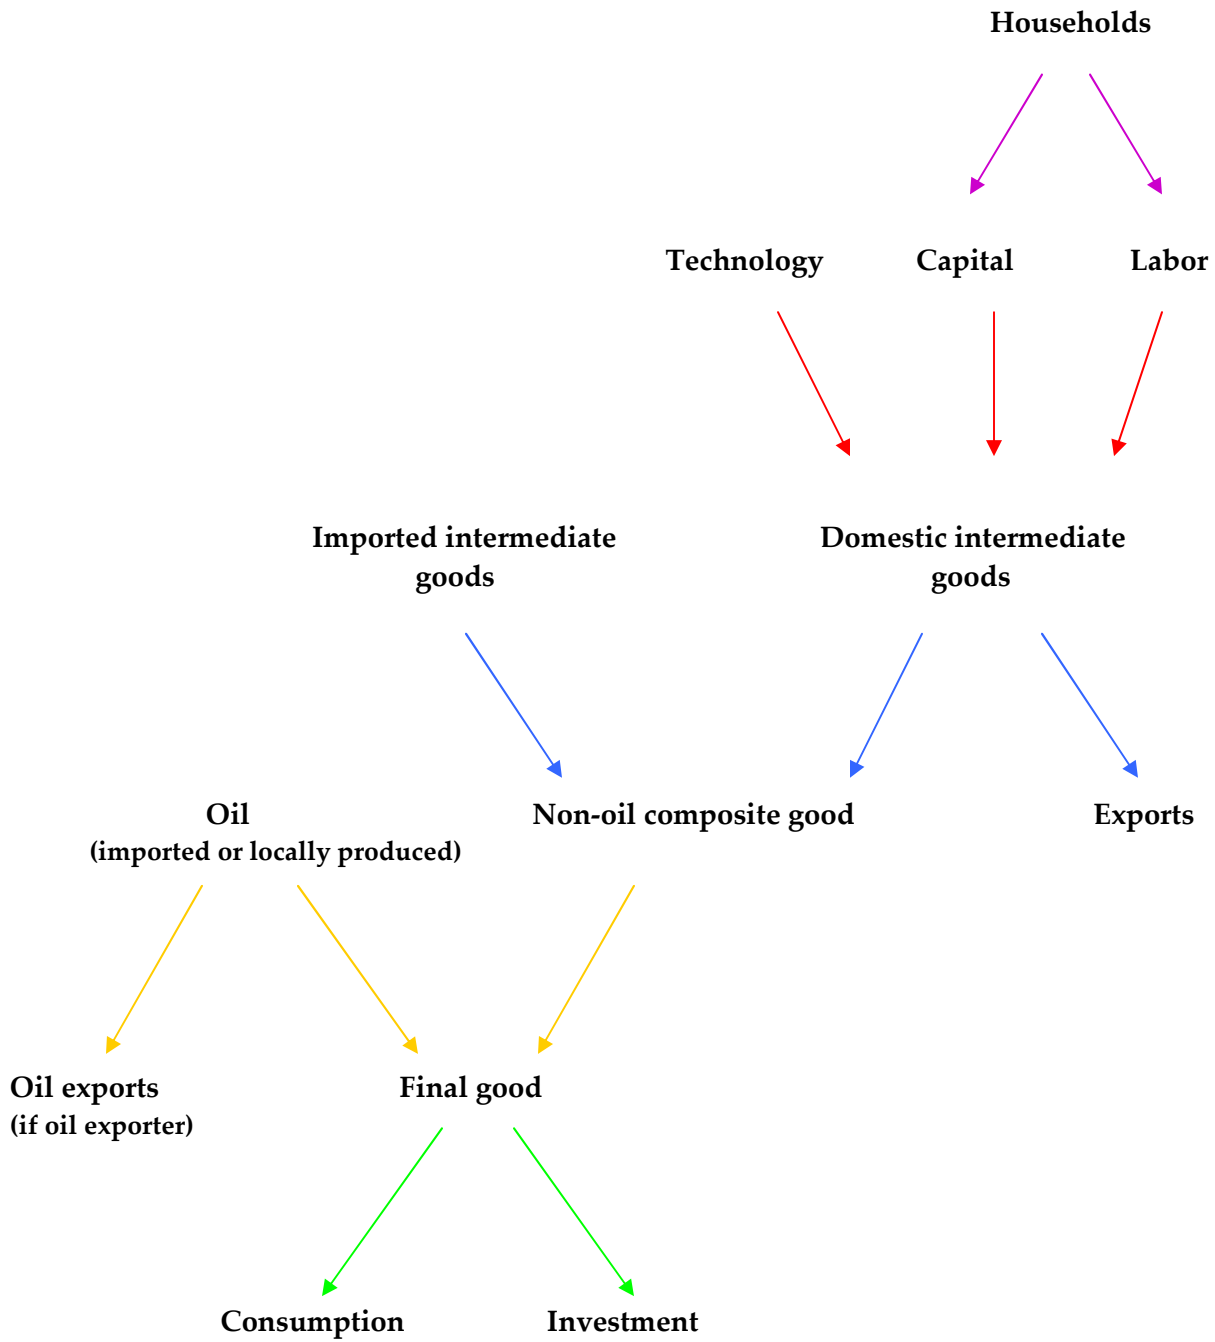 Households
Technology
Capital
Labor
Imported intermediate
goods
Domestic intermediate
goods
Oil
(imported or locally produced)
Non-oil composite good
Exports
Oil exports
(if oil exporter)
Final good
Consumption
Investment